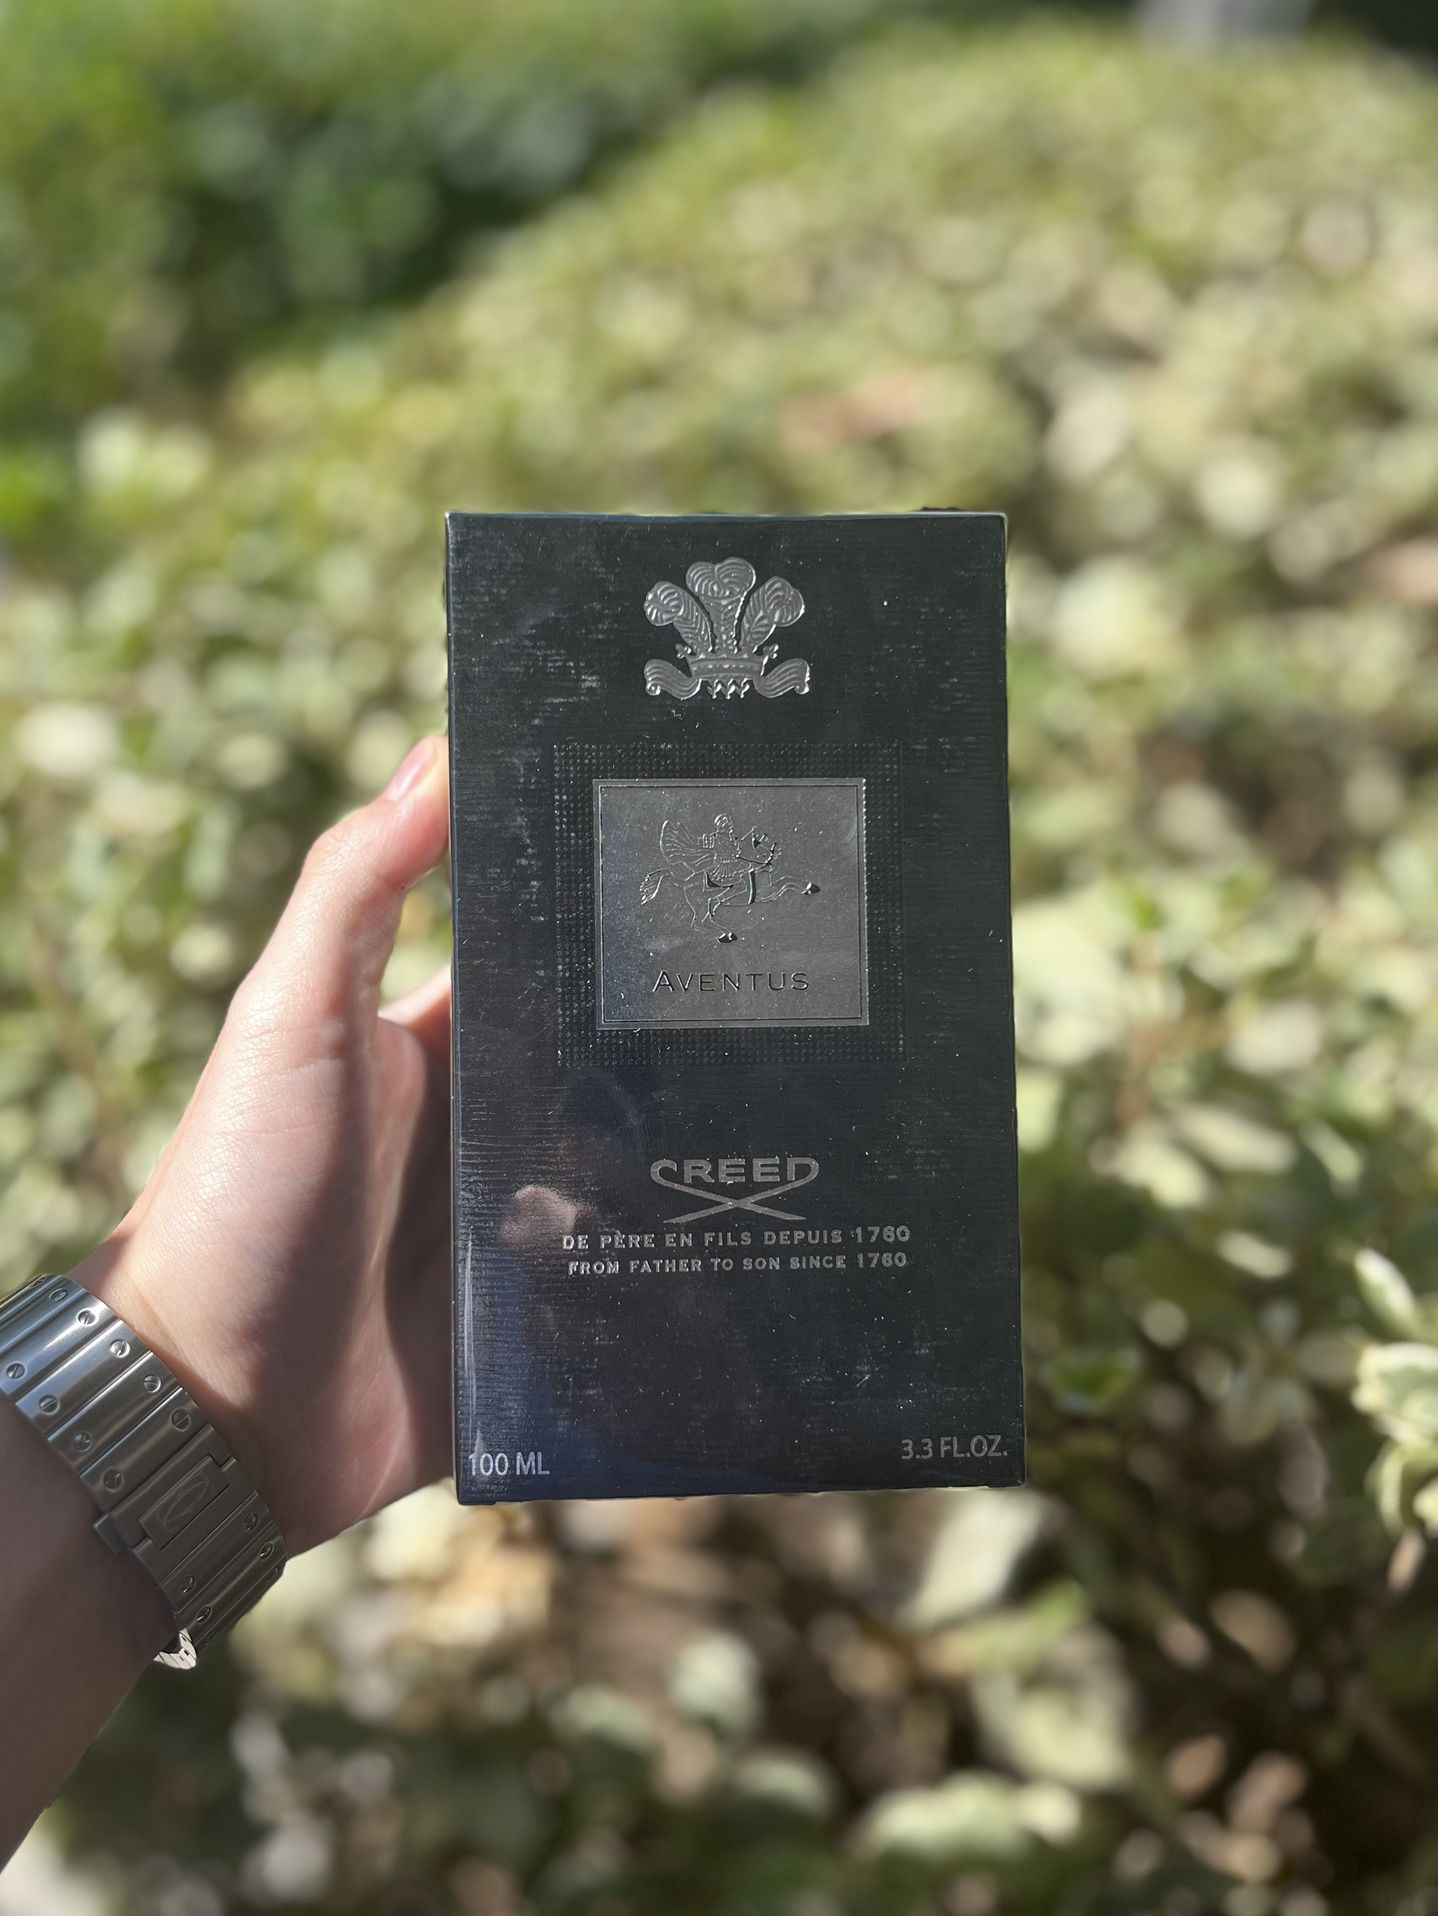 AVENTUS
CREED
DE PÈRE EN FILS DEPUIS 1760
FROM FATHER TO SON SINCE 1760
100 ML
3.3 FL.OZ.